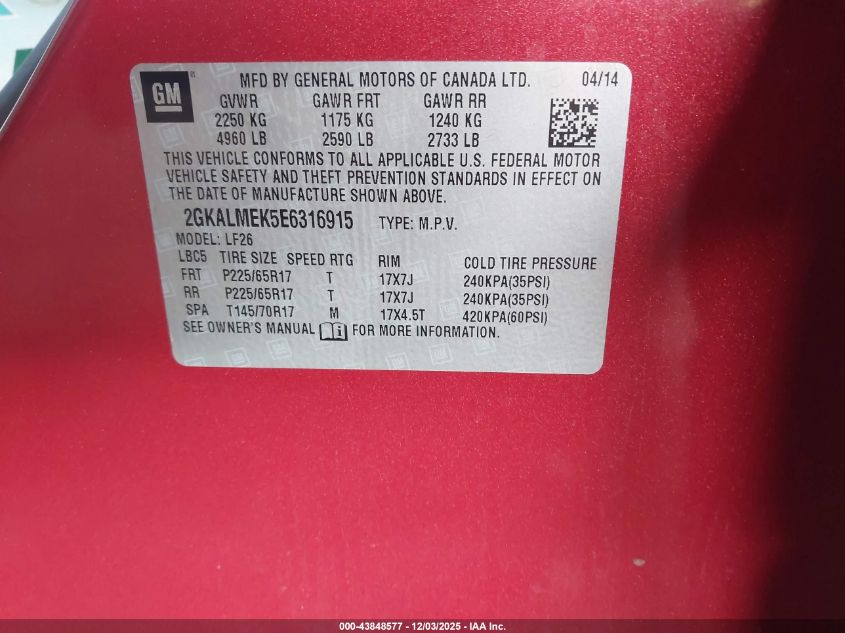 GM
MFD BY GENERAL MOTORS OF CANADA LTD. 04/14
GVWR GAWR FRT GAWR RR
2250 KG 1175 KG 1240 KG
4960 LB 2590 LB 2733 LB
THIS VEHICLE CONFORMS TO ALL APPLICABLE U.S. FEDERAL MOTOR
VEHICLE SAFETY AND THEFT PREVENTION STANDARDS IN EFFECT ON
THE DATE OF MANUFACTURE SHOWN ABOVE.
2GKALMEK5E6316915 TYPE: M.P.V.
MODEL: LF26
LBC5 TIRE SIZE SPEED RTG RIM COLD TIRE PRESSURE
FRT P225/65R17 T 17X7J 240KPA(35PSI)
RR P225/65R17 T 17X7J 240KPA(35PSI)
SPA T145/70R17 M 17X4.5T 420KPA(60PSI)
SEE OWNER'S MANUAL i FOR MORE INFORMATION.
000-43848577 - 12/03/2025 - IAA Inc.